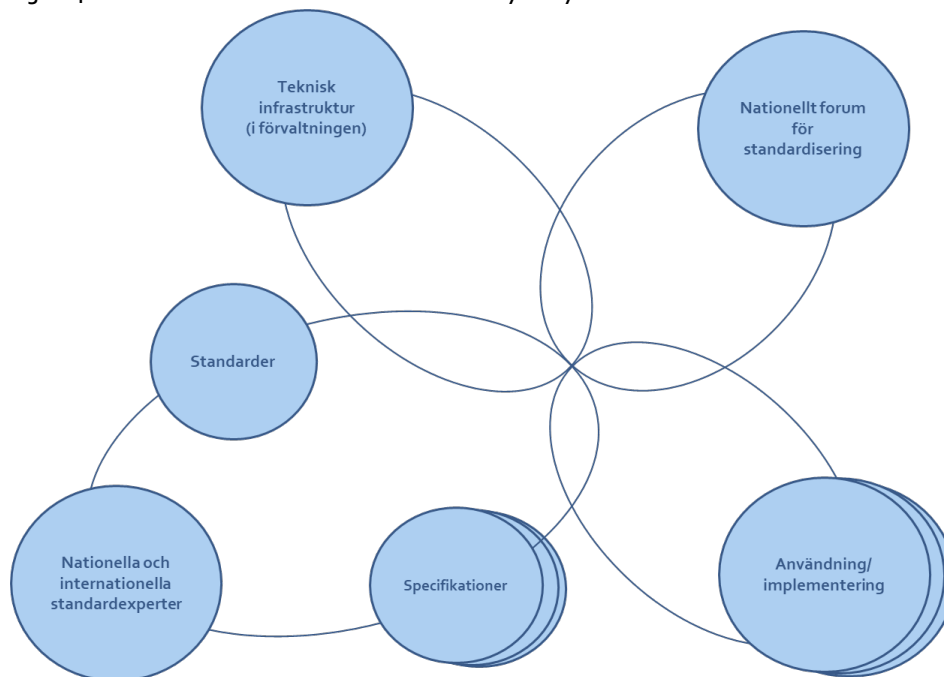 Teknisk
infrastruktur
(i förvaltningen)
Nationellt forum
för
standardisering
Standarder
Nationella och
internationella
standardexperter
Specifikationer
Användning/
implementering